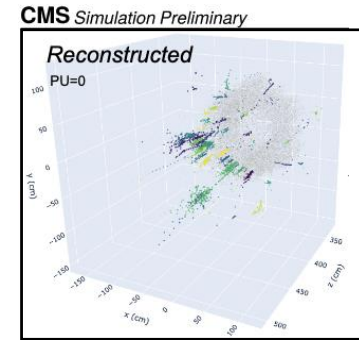 CMS Simulation Preliminary
Reconstructed
PU=0
100
50
0
−50
−100
−150
y (cm)
−150
−100
−50
0
50
100
x (cm)
350
400
450
500
z (cm)